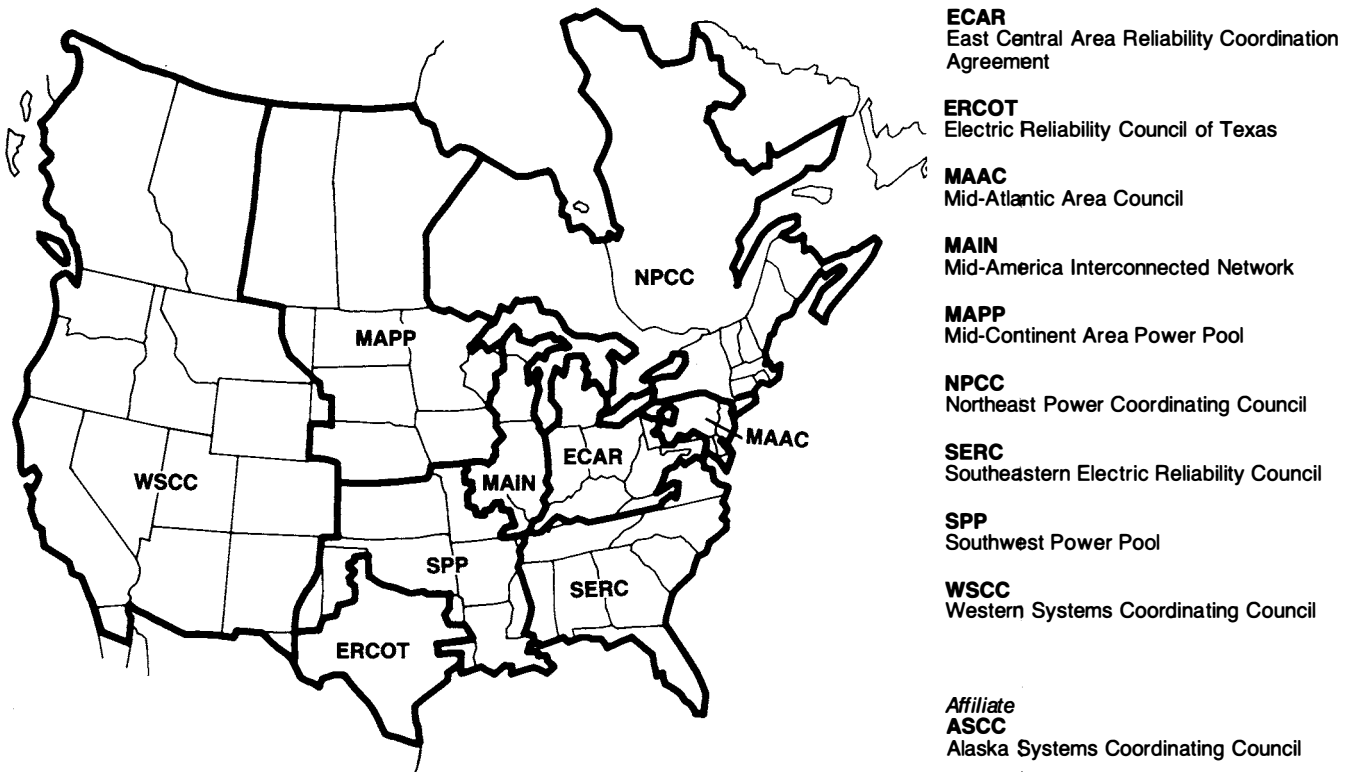 NPCC
MAPP
MAAC
ECAR
WSCC
MAIN
SPP
SERC
ERCOT
ECAR
East Central Area Reliability Coordination
Agreement
ERCOT
Electric Reliability Council of Texas
MAAC
Mid-Atlantic Area Council
MAIN
Mid-America Interconnected Network
MAPP
Mid-Continent Area Power Pool
NPCC
Northeast Power Coordinating Council
SERC
Southeastern Electric Reliability Council
SPP
Southwest Power Pool
WSCC
Western Systems Coordinating Council
Affiliate
ASCC
Alaska Systems Coordinating Council